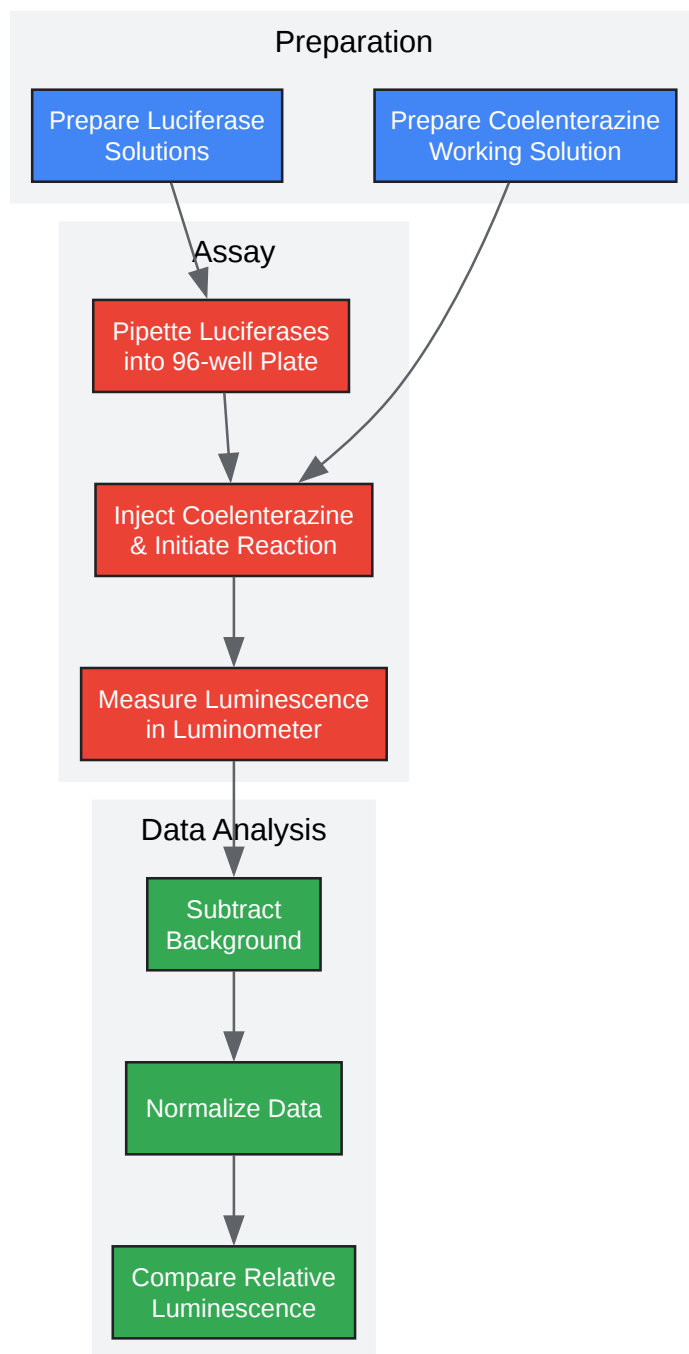 Preparation
Prepare Luciferase
Solutions
Prepare Coelenterazine
Working Solution
Assay
Pipette Luciferases
into 96-well Plate
Inject Coelenterazine
& Initiate Reaction
Measure Luminescence
in Luminometer
Data Analysis
Subtract
Background
Normalize Data
Compare Relative
Luminescence